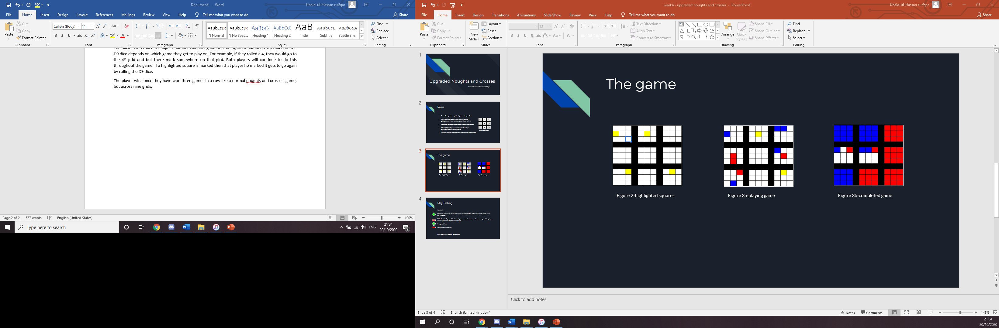 Document1 - Word
Ubaid-ul-Hassan zulfqar
File Home Insert Design Layout References Mailings Review View Help Tell me what you want to do Share
Paste
Cut
Copy
Format Painter
Clipboard
Calibri (Body) 11
Font
Paragraph
AaBbCcDc AaBbCcDc AaBbCc AaBbCcD AaB AaBbCcD AaBbCcDc
¶ Normal ¶ No Spac... Heading 1 Heading 2 Title Subtitle Subtle Em...
Styles
Find
Replace
Select
Editing
The player who rolled the higher number will roll again. Depending what number, they rolled on the
D9 dice depends on which game they get to play on. For example, if they rolled a 4, they would go to
the 4th grid and but there mark somewhere on that gird. Both players will continue to do this
throughout the game. If a highlighted square is marked then that player ho marked it gets to go again
by rolling the D9 dice.
The player wins once they have won three games in a row like a normal noughts and crosses’ game,
but across nine grids.
Page 2 of 2 377 words English (United States) 100%
Type here to search
ENG
21:34
20/10/2020
2
week4 - upgraded noughts and crosses - PowerPoint
Ubaid-ul-Hassan zulfqar
File Home Insert Design Transitions Animations Slide Show Review View Help Tell me what you want to do Share
Paste
Cut
Copy
Format Painter
Clipboard
New
Slide
Layout
Reset
Section
Slides
13
Font
Text Direction
Align Text
Convert to SmartArt
Paragraph
Arrange
Quick
Styles
Shape Fill
Shape Outline
Shape Effects
Drawing
Find
Replace
Select
Editing
1
Upgraded Noughts and Crosses
2
Rules
3
The game
4
Play Testing
The game
Figure 2-highlighted squares
Figure 3a-playing game
Figure 3b-completed game
Click to add notes
Slide 3 of 4 English (United Kingdom) Notes Comments 143%
21:34
20/10/2020